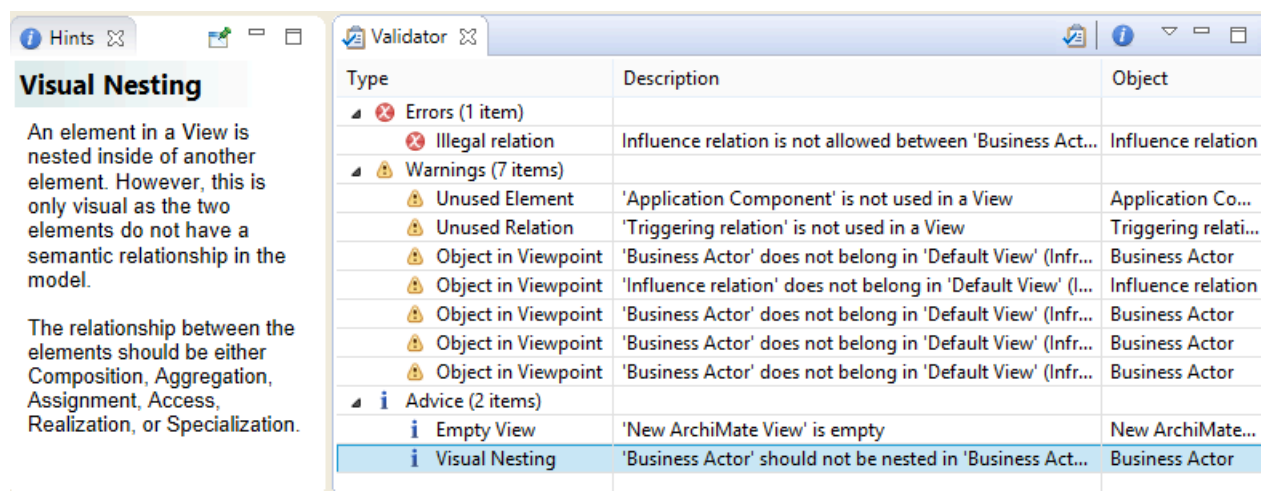 Hints
Visual Nesting
An element in a View is
nested inside of another
element. However, this is
only visual as the two
elements do not have a
semantic relationship in the
model.
The relationship between the
elements should be either
Composition, Aggregation,
Assignment, Access,
Realization, or Specialization.
Validator
Type Description Object
Errors (1 item)
Illegal relation Influence relation is not allowed between 'Business Act... Influence relation
Warnings (7 items)
Unused Element 'Application Component' is not used in a View Application Co...
Unused Relation 'Triggering relation' is not used in a View Triggering relati...
Object in Viewpoint 'Business Actor' does not belong in 'Default View' (Infr... Business Actor
Object in Viewpoint 'Influence relation' does not belong in 'Default View' (I... Influence relation
Object in Viewpoint 'Business Actor' does not belong in 'Default View' (Infr... Business Actor
Object in Viewpoint 'Business Actor' does not belong in 'Default View' (Infr... Business Actor
Object in Viewpoint 'Business Actor' does not belong in 'Default View' (Infr... Business Actor
Advice (2 items)
Empty View 'New ArchiMate View' is empty New ArchiMate...
Visual Nesting 'Business Actor' should not be nested in 'Business Act... Business Actor